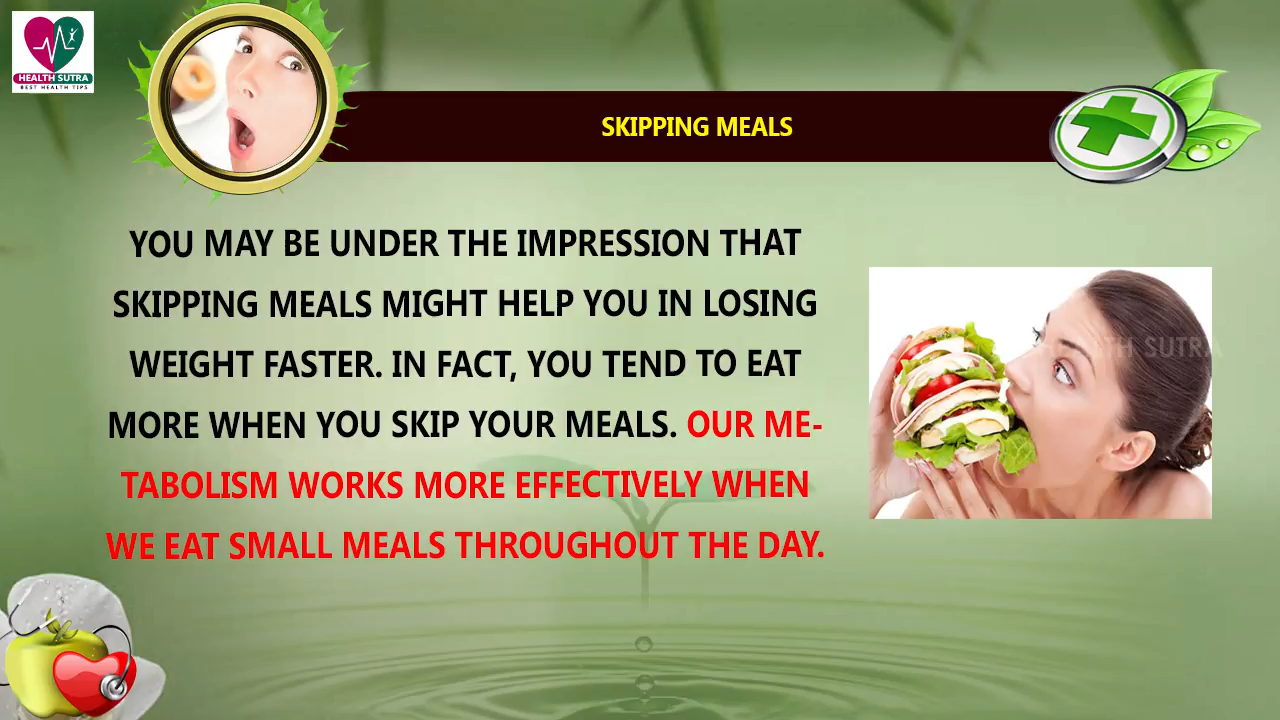 HEALTH SUTRA
BEST HEALTH TIPS
SKIPPING MEALS
YOU MAY BE UNDER THE IMPRESSION THAT
SKIPPING MEALS MIGHT HELP YOU IN LOSING
WEIGHT FASTER. IN FACT, YOU TEND TO EAT
MORE WHEN YOU SKIP YOUR MEALS. OUR ME-
TABOLISM WORKS MORE EFFECTIVELY WHEN
WE EAT SMALL MEALS THROUGHOUT THE DAY.
TH SUTRA